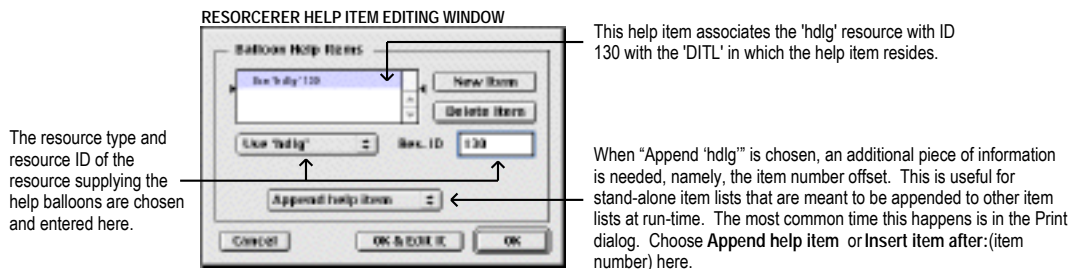 RESORCERER HELP ITEM EDITING WINDOW
This help item associates the 'hdlg' resource with ID
130 with the 'DITL' in which the help item resides.
Balloon Help Items
Use 'hdlg' 130
New Item
Delete Item
Use 'hdlg'
Res. ID
130
The resource type and
resource ID of the
resource supplying the
help balloons are chosen
and entered here.
Append help item
Cancel
OK & Edit It
OK
When “Append ‘hdlg’” is chosen, an additional piece of information
is needed, namely, the item number offset. This is useful for
stand-alone item lists that are meant to be appended to other item
lists at run-time. The most common time this happens is in the Print
dialog. Choose Append help item or Insert item after:(item
number) here.